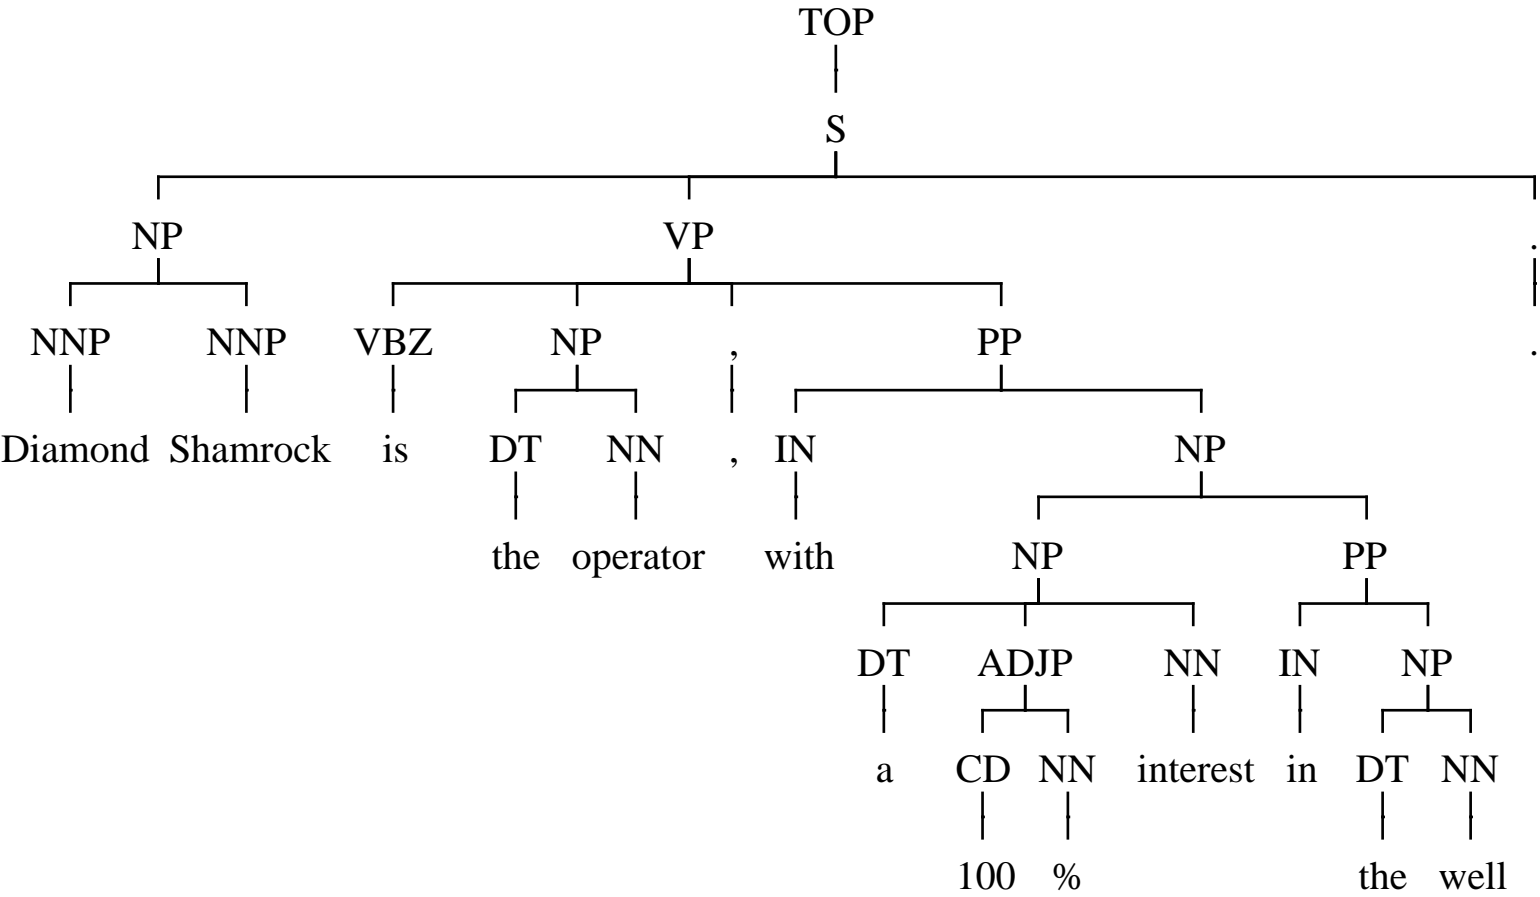 TOP
S
NP VP .
NNP NNP VBZ NP , PP .
Diamond Shamrock is DT NN , IN NP
the operator with NP PP
DT ADJP NN IN NP
a CD NN interest in DT NN
100 % the well